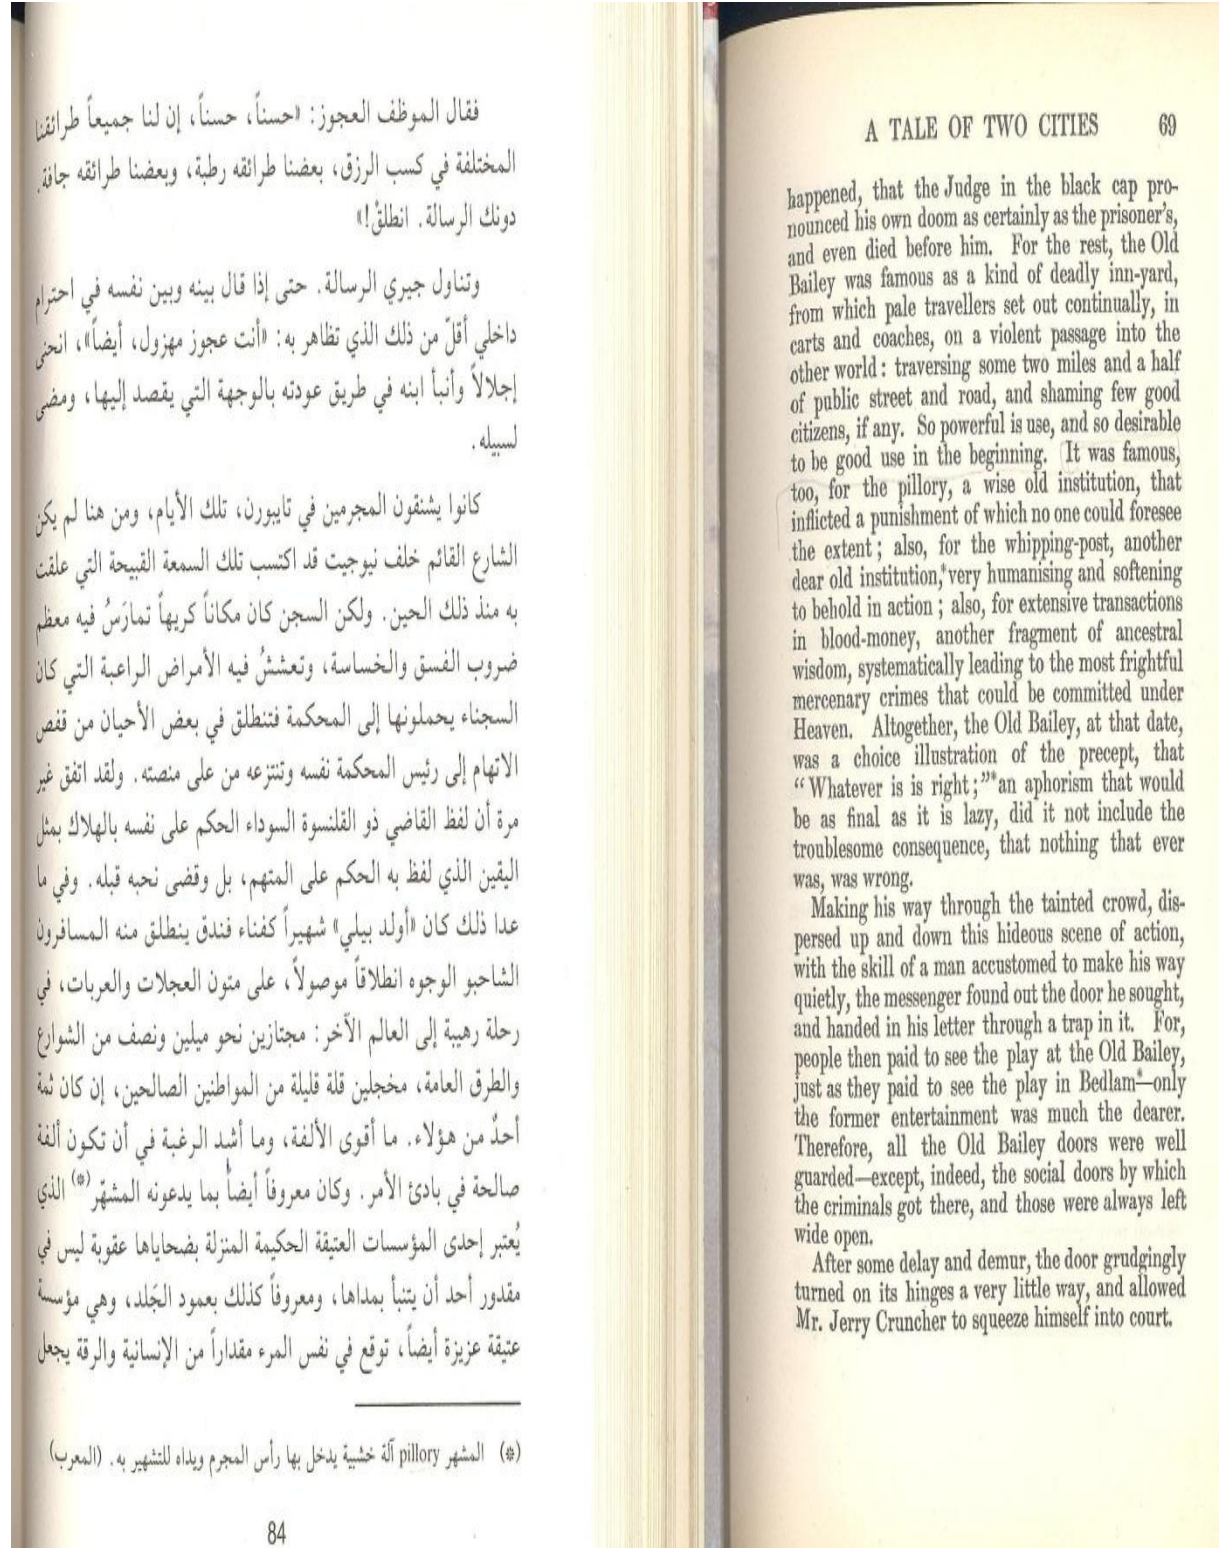 فقال الموظف العجوز: «حسناً، حسناً، إن لنا جميعاً طرائقنا
المختلفة في كسب الرزق، بعضنا طرائقه رطبة، وبعضنا طرائقه جافة.
دونك الرسالة. انطلقْ!»
وتناول جيري الرسالة. حتى إذا قال بينه وبين نفسه في احترام
داخلي أقلّ من ذلك الذي تظاهر به: «أنت عجوز مهزول، أيضاً»، انحنى
إجلالاً وأنبأ ابنه في طريق عودته بالوجهة التي يقصد إليها، ومضى
لسبيله.
كانوا يشنقون المجرمين في تايبورن، تلك الأيام، ومن هنا لم يكن
الشارع القائم خلف نيوجيت قد اكتسب تلك السمعة القبيحة التي علقت
به منذ ذلك الحين. ولكن السجن كان مكاناً كريهاً تمارَسُ فيه معظم
ضروب الفسق والخساسة، وتعششُ فيه الأمراض الراعبة التي كان
السجناء يحملونها إلى المحكمة فتنطلق في بعض الأحيان من قفص
الاتهام إلى رئيس المحكمة نفسه وتنتزعه من على منصته. ولقد اتفق غير
مرة أن لفظ القاضي ذو القلنسوة السوداء الحكم على نفسه بالهلاك بمثل
اليقين الذي لفظ به الحكم على المتهم، بل وقضى نحبه قبله. وفي ما
عدا ذلك كان «أولد بيلي» شهيراً كفناء فندق ينطلق منه المسافرون
الشاحبو الوجوه انطلاقاً موصولاً، على متون العجلات والعربات، في
رحلة رهيبة إلى العالم الآخر: مجتازين نحو ميلين ونصف من الشوارع
والطرق العامة، مخجلين قلة قليلة من المواطنين الصالحين، إن كان ثمة
أحدٌ من هؤلاء. ما أقوى الألفة، وما أشد الرغبة في أن تكون ألفة
صالحة في بادئ الأمر. وكان معروفاً أيضاً بما يدعونه المشهّر(*) الذي
يُعتبر إحدى المؤسسات العتيقة الحكيمة المنزلة بضحاياها عقوبة ليس في
مقدور أحد أن يتنبأ بمداها، ومعروفاً كذلك بعمود الجَلد، وهي مؤسسة
عتيقة عزيزة أيضاً، توقع في نفس المرء مقداراً من الإنسانية والرقة يجعل
(*) المشهر pillory آلة خشبية يدخل بها رأس المجرم ويداه للتشهير به. (المعرب)
84
A TALE OF TWO CITIES 69
happened, that the Judge in the black cap pro-
nounced his own doom as certainly as the prisoner's,
and even died before him. For the rest, the Old
Bailey was famous as a kind of deadly inn-yard,
from which pale travellers set out continually, in
carts and coaches, on a violent passage into the
other world: traversing some two miles and a half
of public street and road, and shaming few good
citizens, if any. So powerful is use, and so desirable
to be good use in the beginning. It was famous,
too, for the pillory, a wise old institution, that
inflicted a punishment of which no one could foresee
the extent; also, for the whipping-post, another
dear old institution,*very humanising and softening
to behold in action; also, for extensive transactions
in blood-money, another fragment of ancestral
wisdom, systematically leading to the most frightful
mercenary crimes that could be committed under
Heaven. Altogether, the Old Bailey, at that date,
was a choice illustration of the precept, that
“Whatever is is right;”*an aphorism that would
be as final as it is lazy, did it not include the
troublesome consequence, that nothing that ever
was, was wrong.
Making his way through the tainted crowd, dis-
persed up and down this hideous scene of action,
with the skill of a man accustomed to make his way
quietly, the messenger found out the door he sought,
and handed in his letter through a trap in it. For,
people then paid to see the play at the Old Bailey,
just as they paid to see the play in Bedlam*—only
the former entertainment was much the dearer.
Therefore, all the Old Bailey doors were well
guarded—except, indeed, the social doors by which
the criminals got there, and those were always left
wide open.
After some delay and demur, the door grudgingly
turned on its hinges a very little way, and allowed
Mr. Jerry Cruncher to squeeze himself into court.